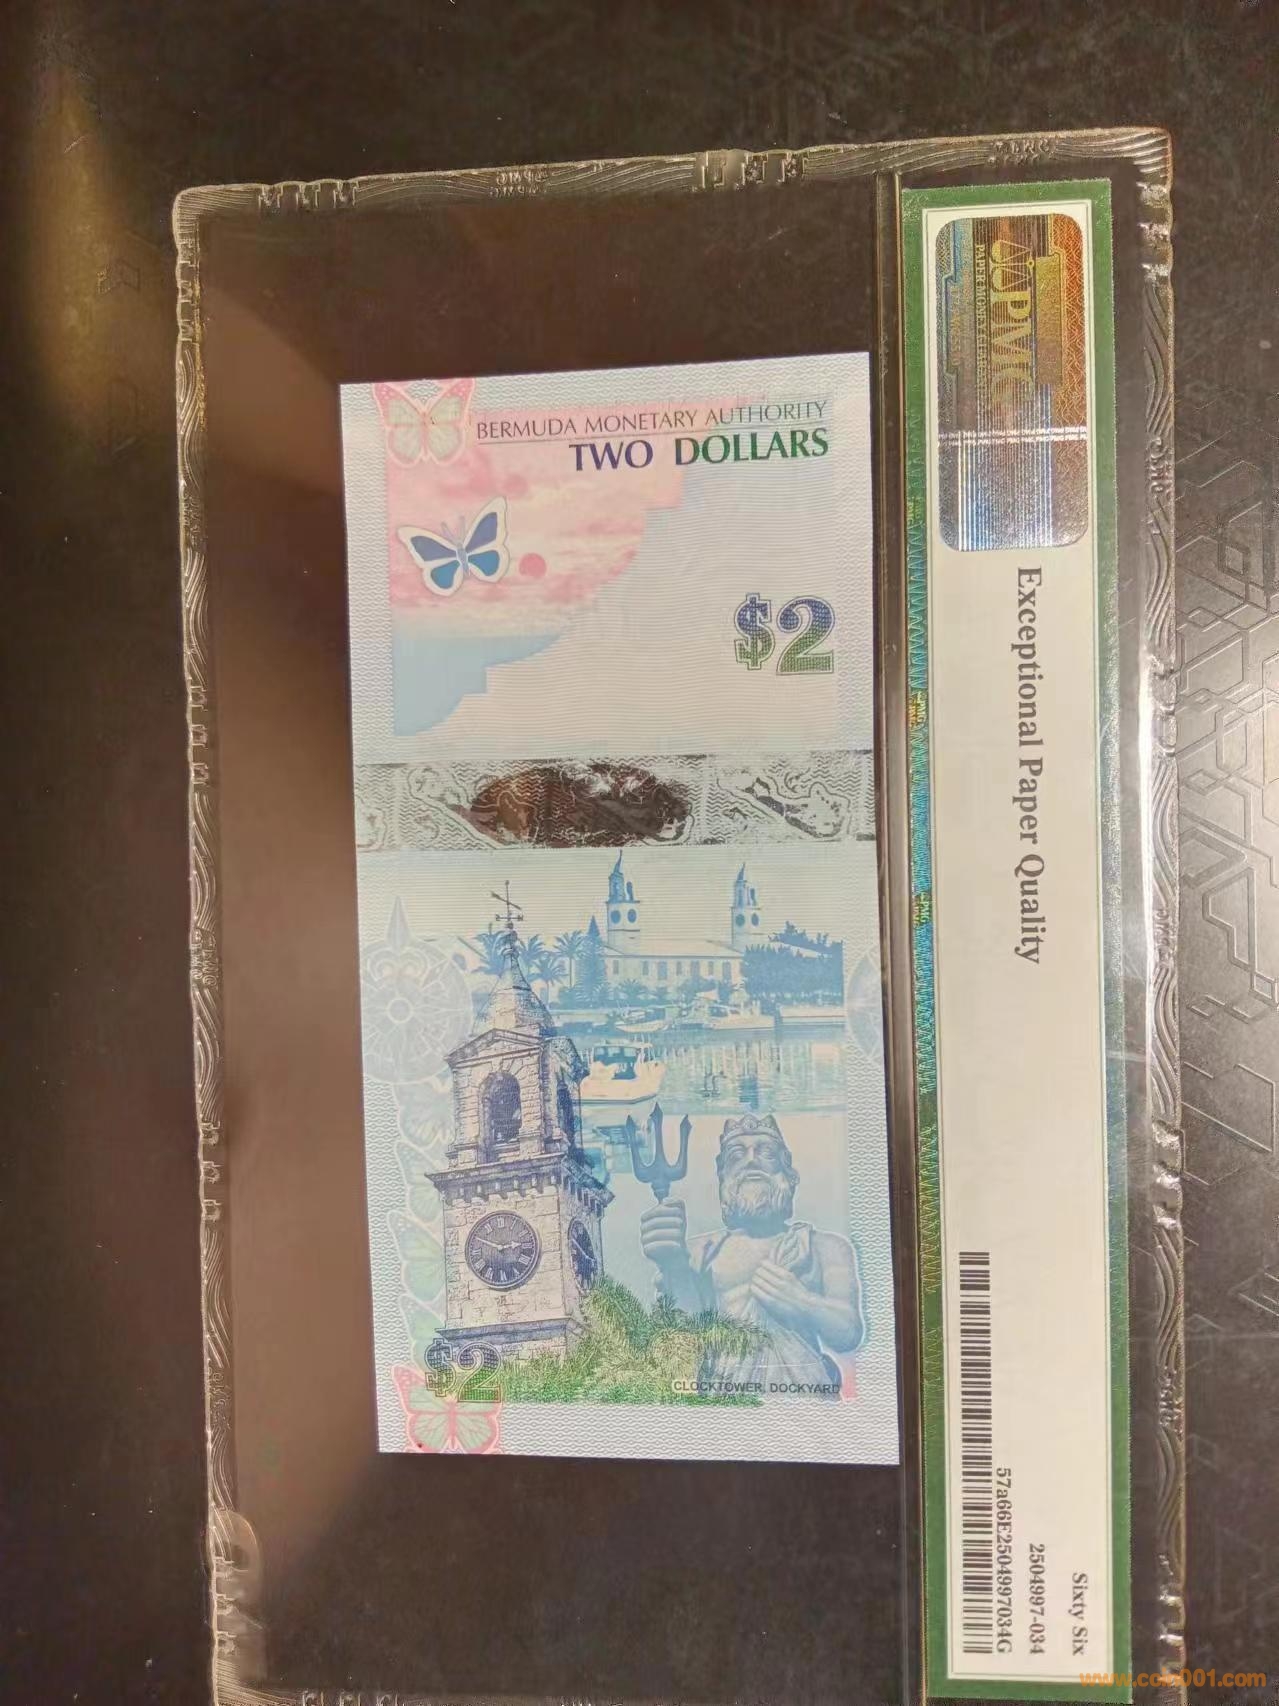 BERMUDA MONETARY AUTHORITY
TWO DOLLARS
$2
$2
CLOCKTOWER, DOCKYARD
PMG
Exceptional Paper Quality
57a66E2504997034G
2504997-034
Sixty Six
www.coin001.com